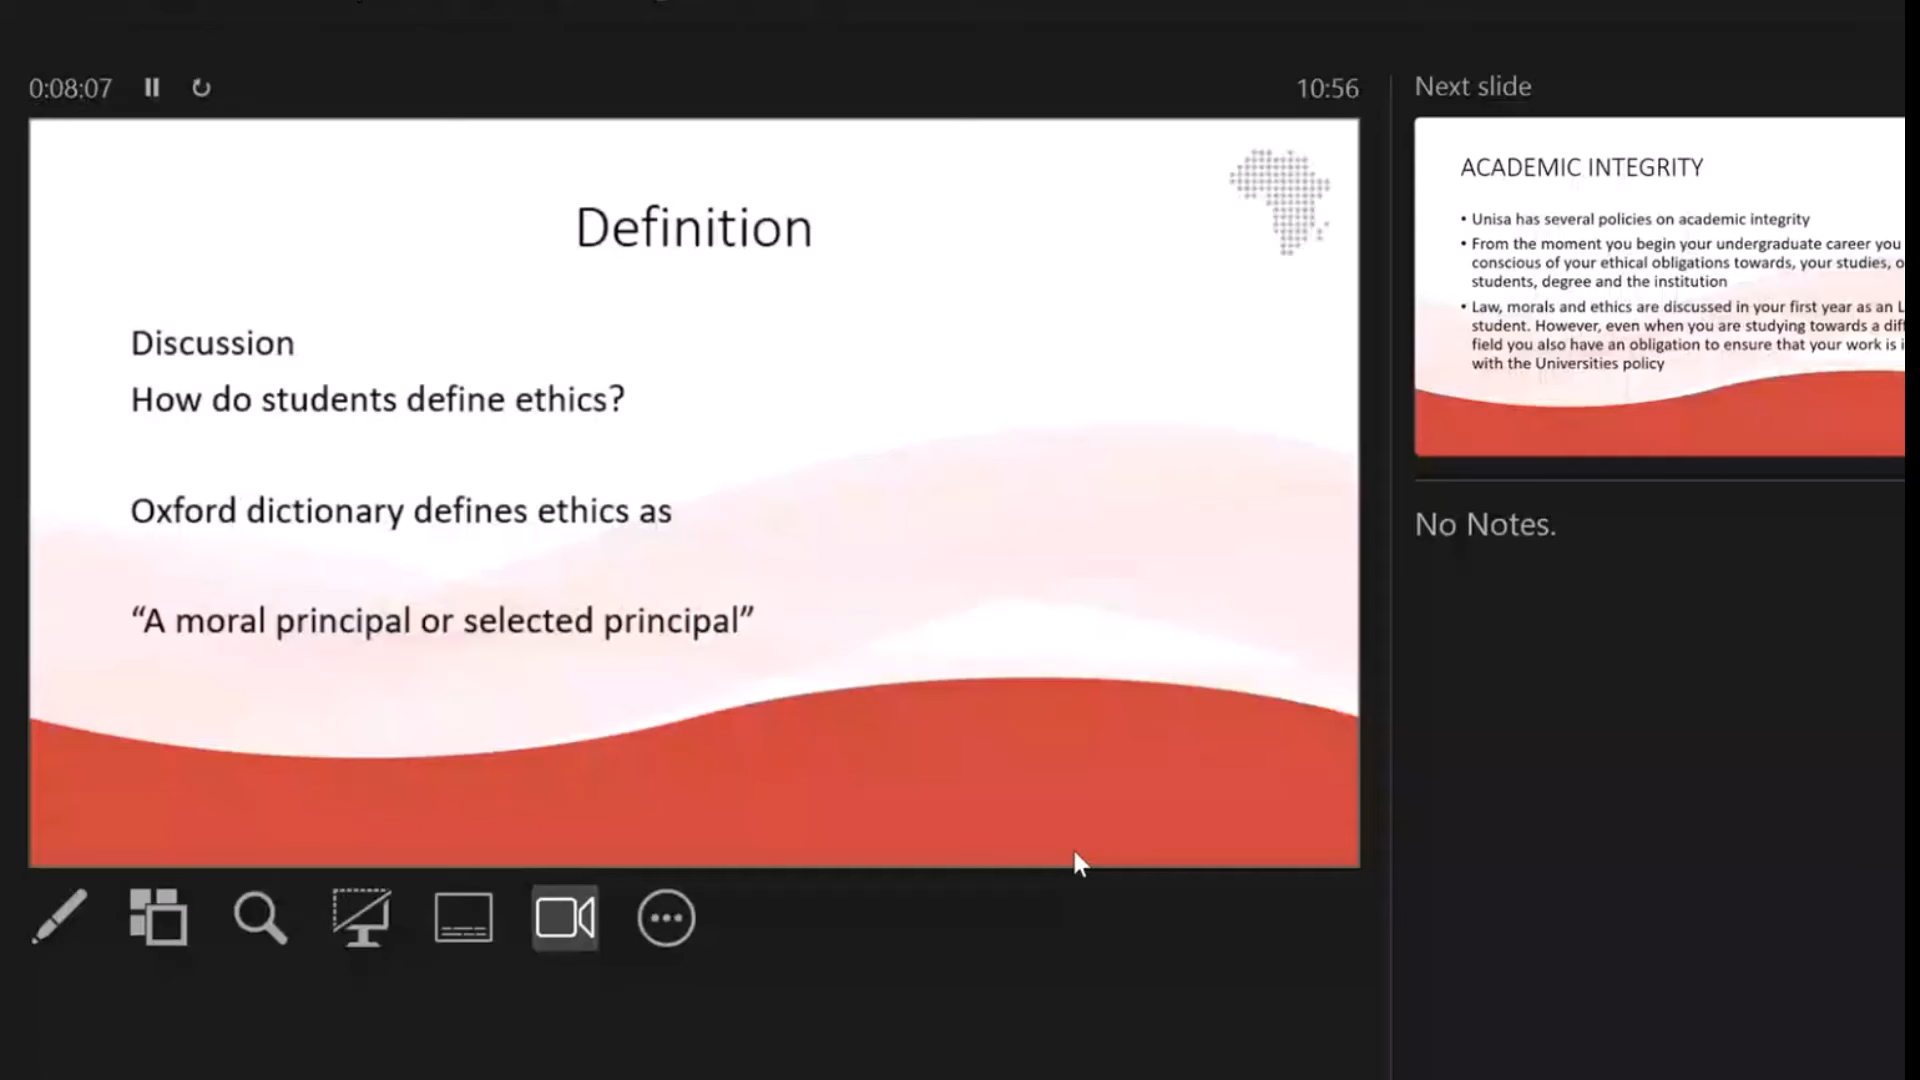 0:08:07
10:56
Definition
Discussion
How do students define ethics?
Oxford dictionary defines ethics as
“A moral principal or selected principal”
Next slide
ACADEMIC INTEGRITY
• Unisa has several policies on academic integrity
• From the moment you begin your undergraduate career you
conscious of your ethical obligations towards, your studies,
students, degree and the institution
• Law, morals and ethics are discussed in your first year as an
student. However, even when you are studying towards a
field you also have an obligation to ensure that your work is
with the Universities policy
No Notes.